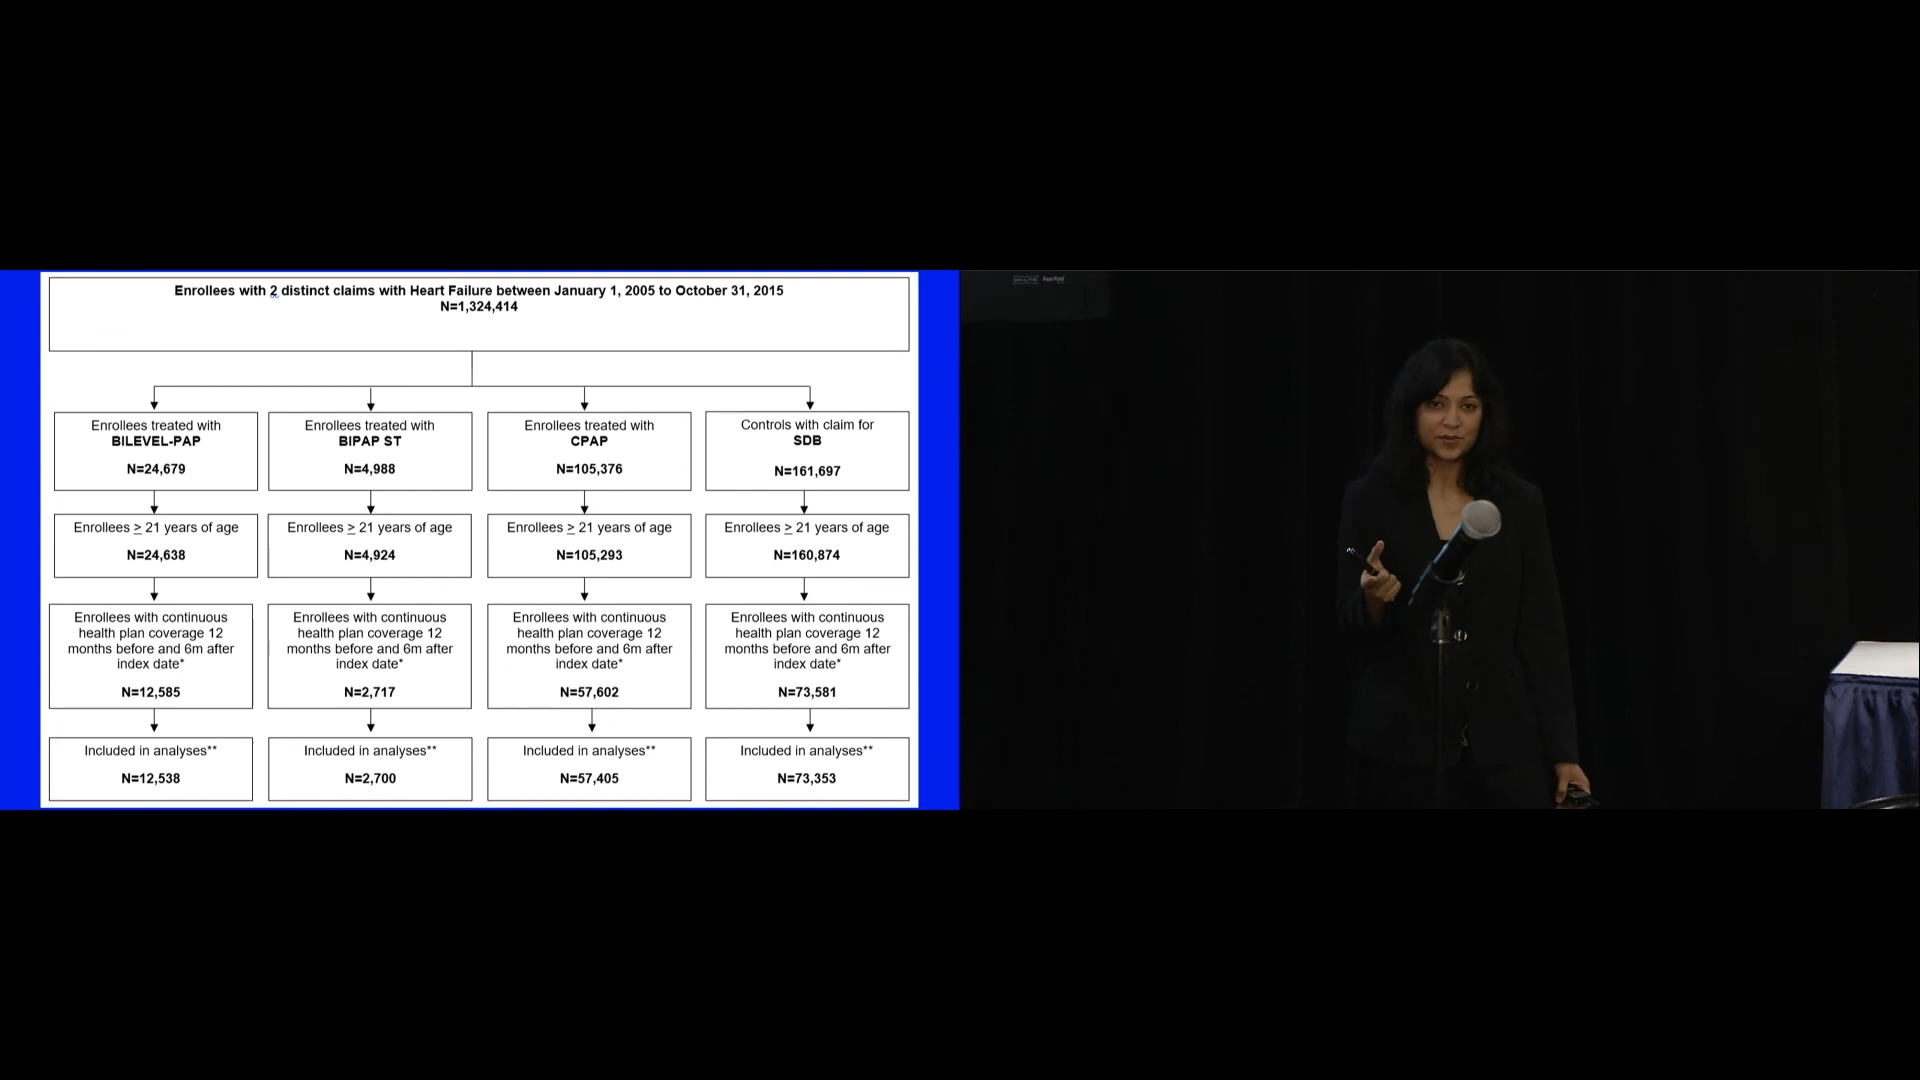 Enrollees with 2 distinct claims with Heart Failure between January 1, 2005 to October 31, 2015
N=1,324,414
Enrollees treated with
BILEVEL-PAP
N=24,679
Enrollees treated with
BIPAP ST
N=4,988
Enrollees treated with
CPAP
N=105,376
Controls with claim for
SDB
N=161,697
Enrollees ≥ 21 years of age
N=24,638
Enrollees ≥ 21 years of age
N=4,924
Enrollees ≥ 21 years of age
N=105,293
Enrollees ≥ 21 years of age
N=160,874
Enrollees with continuous
health plan coverage 12
months before and 6m after
index date*
N=12,585
Enrollees with continuous
health plan coverage 12
months before and 6m after
index date*
N=2,717
Enrollees with continuous
health plan coverage 12
months before and 6m after
index date*
N=57,602
Enrollees with continuous
health plan coverage 12
months before and 6m after
index date*
N=73,581
Included in analyses**
N=12,538
Included in analyses**
N=2,700
Included in analyses**
N=57,405
Included in analyses**
N=73,353